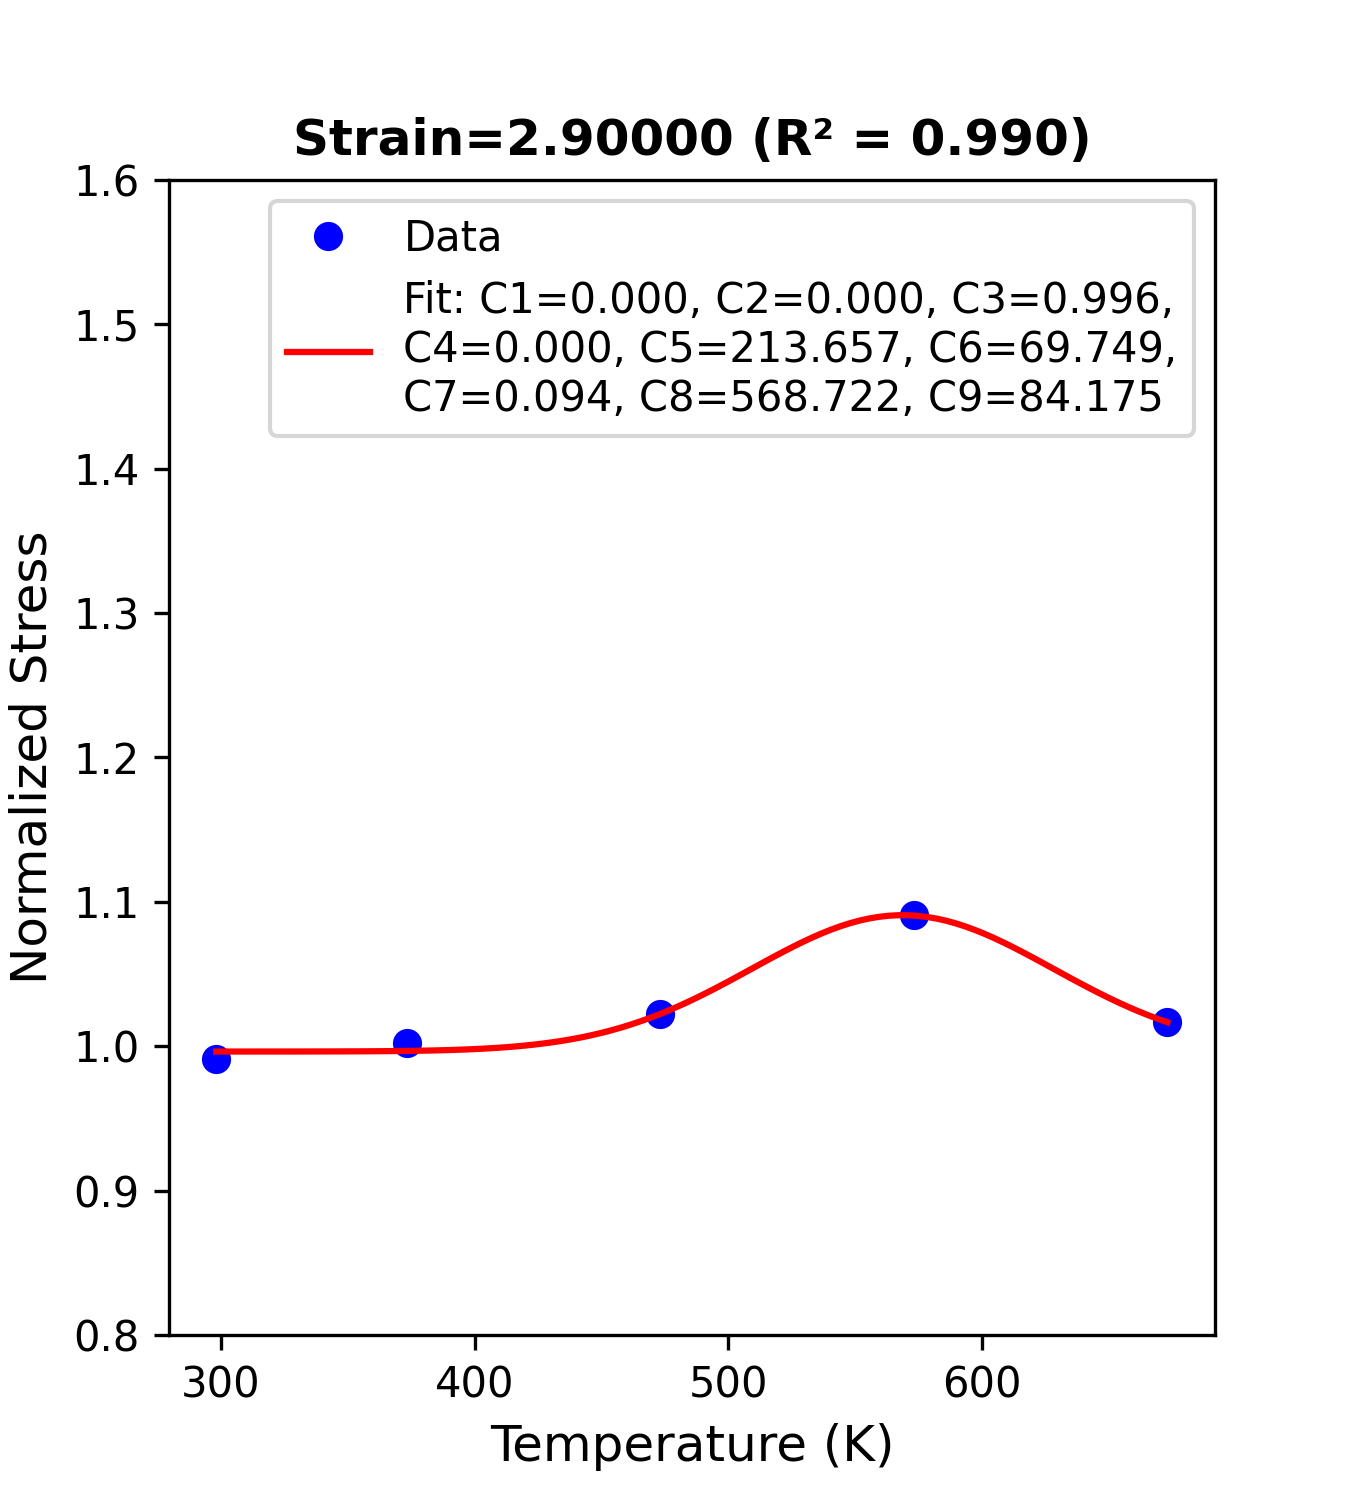 Strain=2.90000 (R² = 0.990)
1.6
1.5
1.4
1.3
1.2
1.1
1.0
0.9
0.8
Normalized Stress
Data
Fit: C1=0.000, C2=0.000, C3=0.996,
C4=0.000, C5=213.657, C6=69.749,
C7=0.094, C8=568.722, C9=84.175
300 400 500 600
Temperature (K)